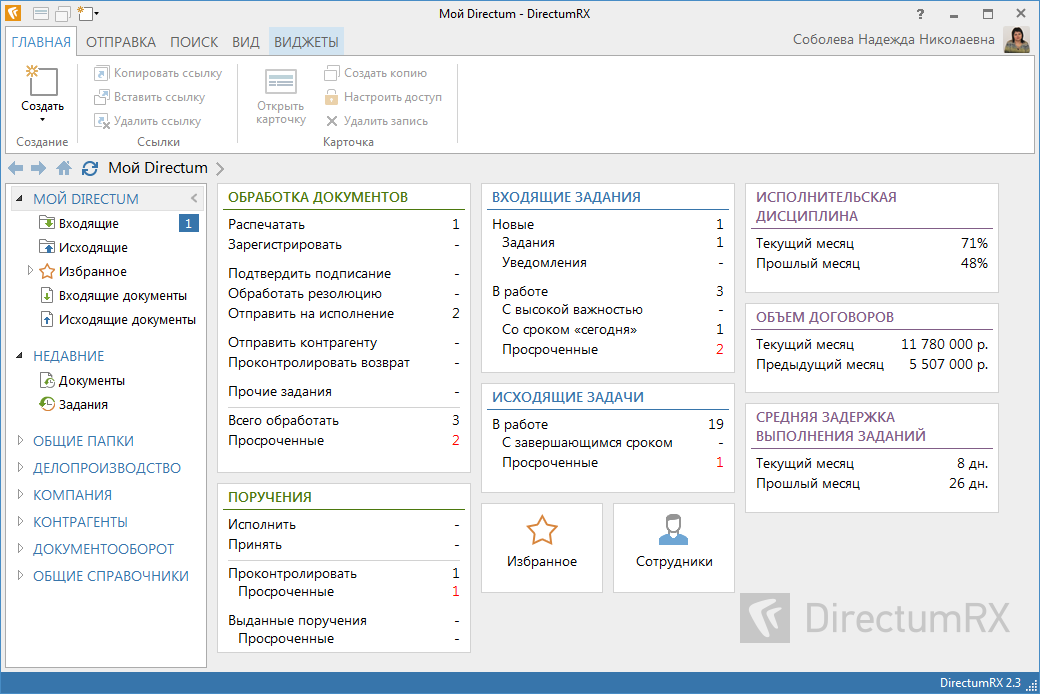 Мой Directum - DirectumRX
?
ГЛАВНАЯ ОТПРАВКА ПОИСК ВИД ВИДЖЕТЫ
Соболева Надежда Николаевна
Создать
Создание
Копировать ссылку
Вставить ссылку
Удалить ссылку
Ссылки
Открыть
карточку
Создать копию
Настроить доступ
Удалить запись
Карточка
Мой Directum
МОЙ DIRECTUM
Входящие 1
Исходящие
Избранное
Входящие документы
Исходящие документы
НЕДАВНИЕ
Документы
Задания
ОБЩИЕ ПАПКИ
ДЕЛОПРОИЗВОДСТВО
КОМПАНИЯ
КОНТРАГЕНТЫ
ДОКУМЕНТООБОРОТ
ОБЩИЕ СПРАВОЧНИКИ
ОБРАБОТКА ДОКУМЕНТОВ
Распечатать 1
Зарегистрировать -
Подтвердить подписание -
Обработать резолюцию -
Отправить на исполнение 2
Отправить контрагенту -
Проконтролировать возврат -
Прочие задания -
Всего обработать 3
Просроченные 2
ПОРУЧЕНИЯ
Исполнить -
Принять -
Проконтролировать 1
Просроченные 1
Выданные поручения -
Просроченные -
ВХОДЯЩИЕ ЗАДАНИЯ
Новые 1
Задания 1
Уведомления -
В работе 3
С высокой важностью -
Со сроком «сегодня» 1
Просроченные 2
ИСХОДЯЩИЕ ЗАДАЧИ
В работе 19
С завершающимся сроком -
Просроченные 1
Избранное
Сотрудники
ИСПОЛНИТЕЛЬСКАЯ
ДИСЦИПЛИНА
Текущий месяц 71%
Прошлый месяц 48%
ОБЪЕМ ДОГОВОРОВ
Текущий месяц 11 780 000 р.
Предыдущий месяц 5 507 000 р.
СРЕДНЯЯ ЗАДЕРЖКА
ВЫПОЛНЕНИЯ ЗАДАНИЙ
Текущий месяц 8 дн.
Прошлый месяц 26 дн.
DirectumRX
DirectumRX 2.3